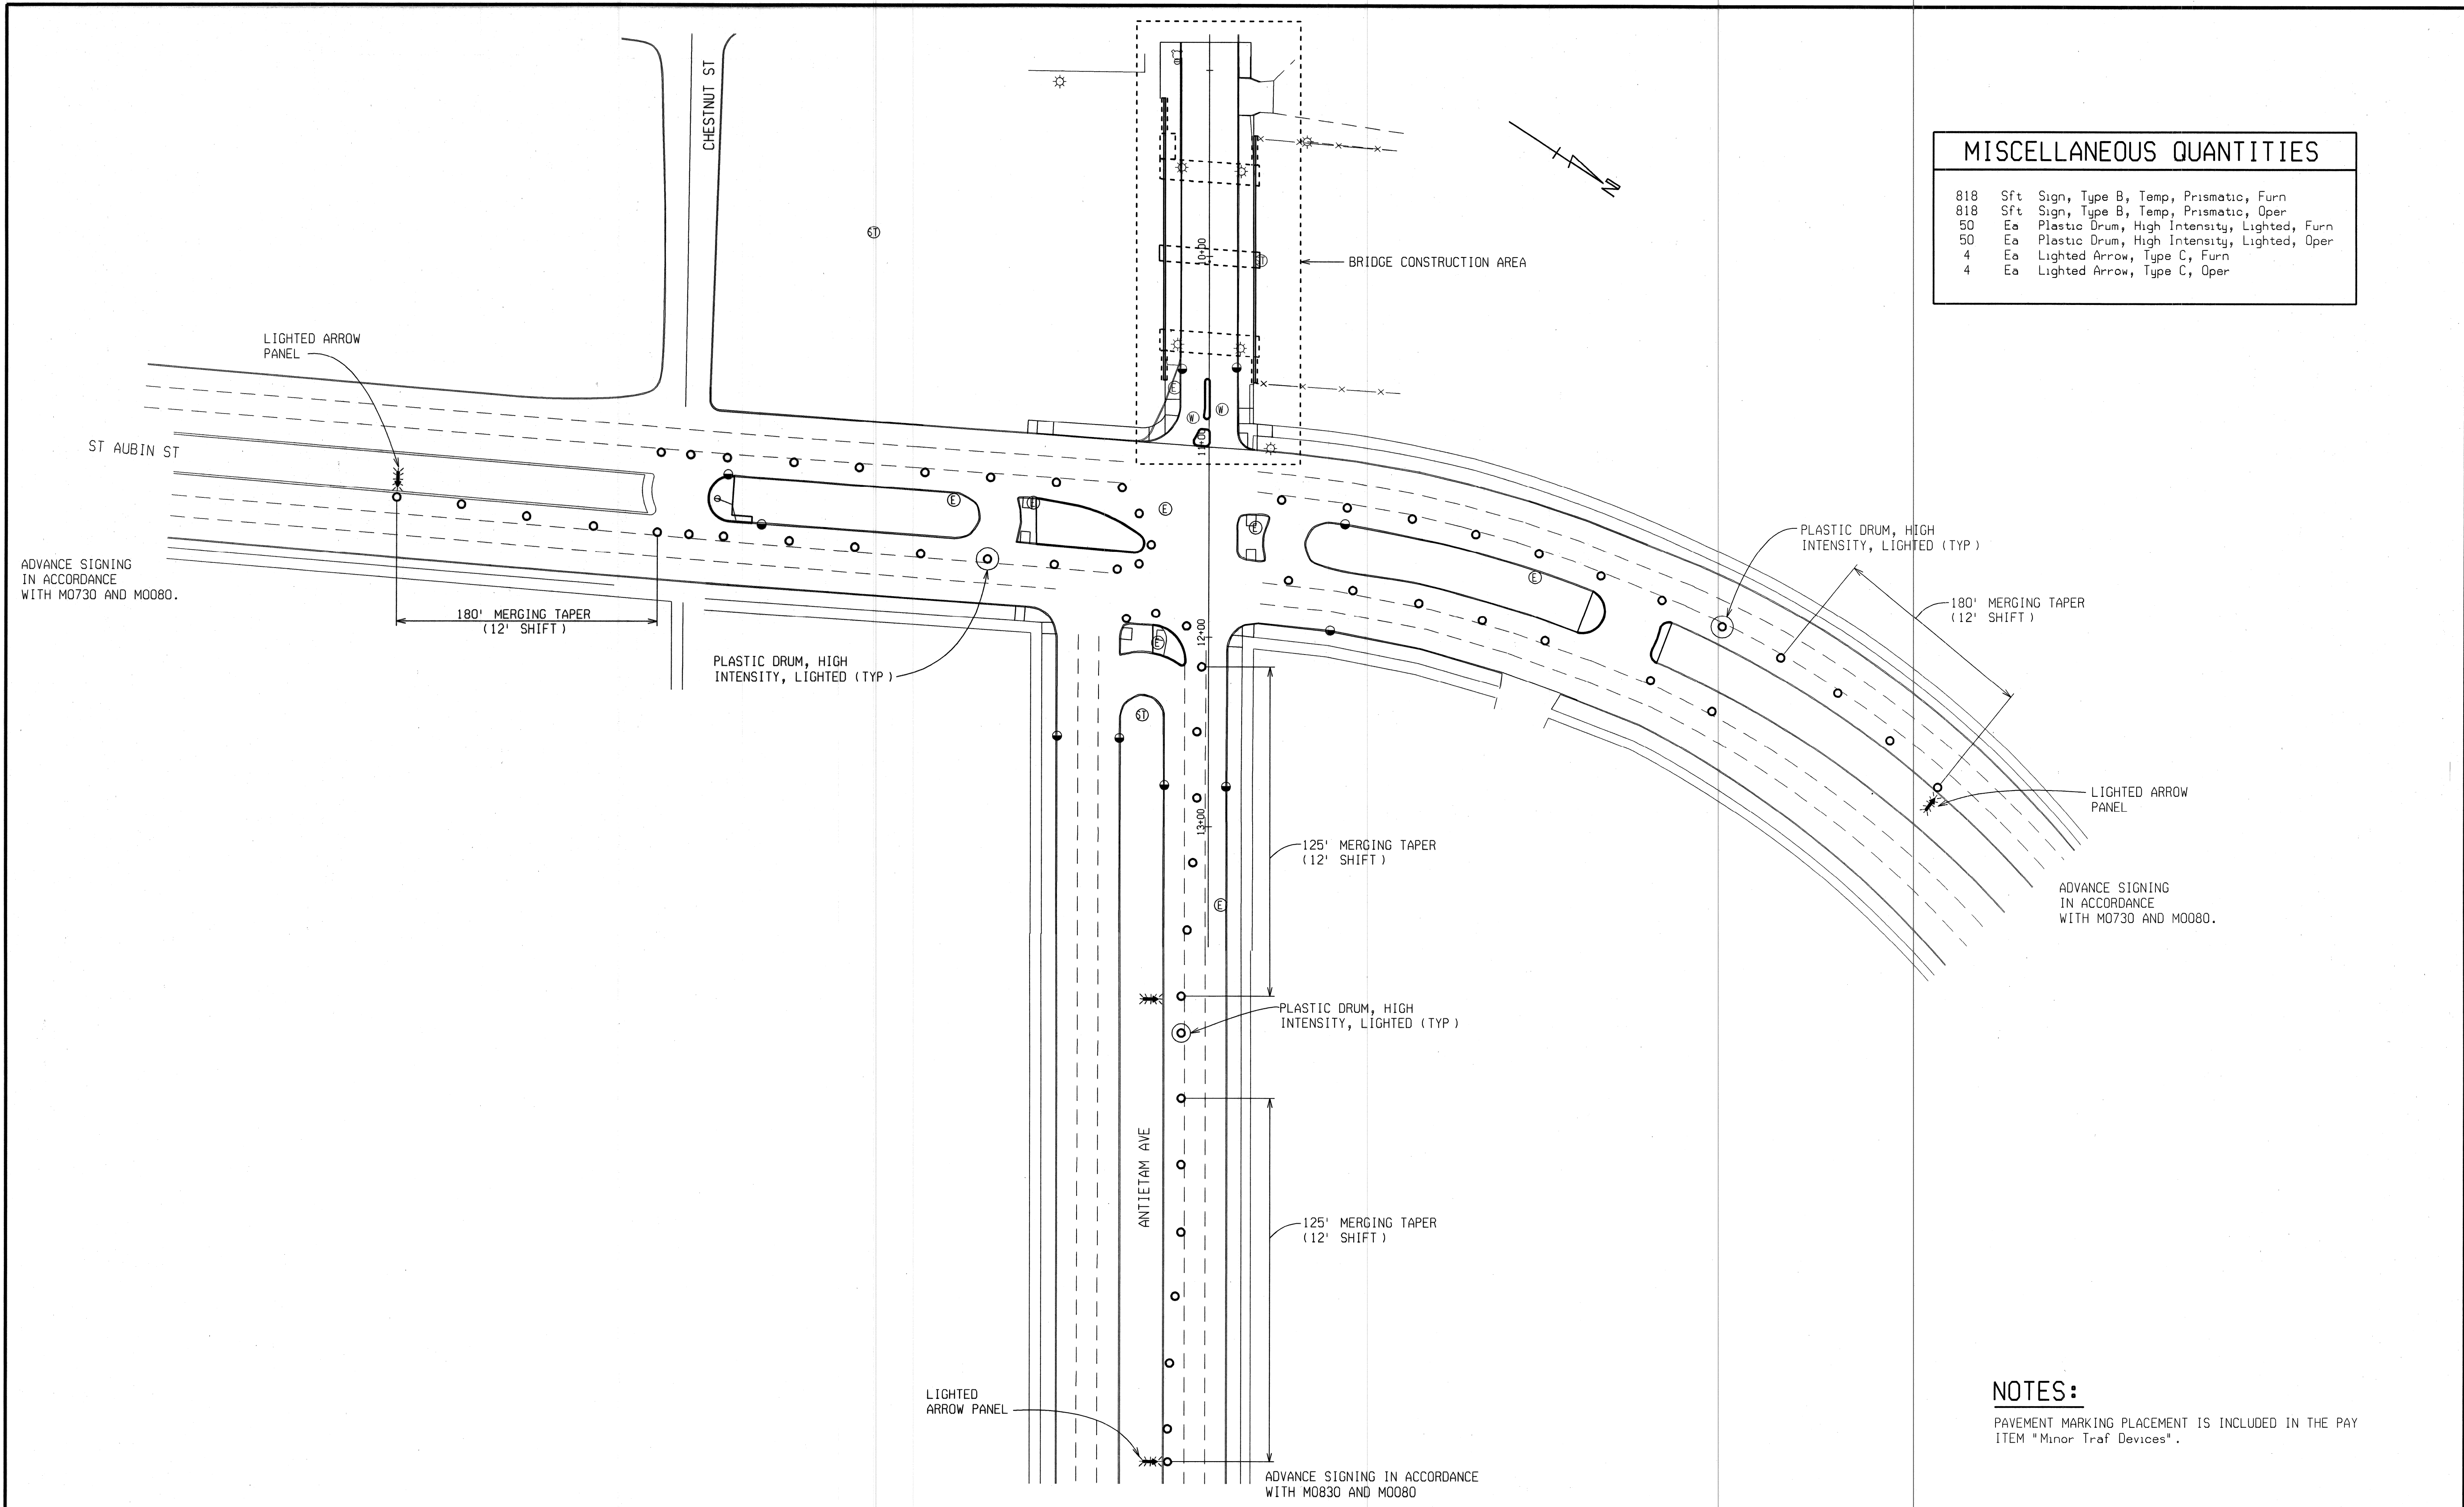 CHESTNUT ST
MISCELLANEOUS QUANTITIES
818 Sft Sign, Type B, Temp, Prismatic, Furn
818 Sft Sign, Type B, Temp, Prismatic, Oper
50 Ea Plastic Drum, High Intensity, Lighted, Furn
50 Ea Plastic Drum, High Intensity, Lighted, Oper
4 Ea Lighted Arrow, Type C, Furn
4 Ea Lighted Arrow, Type C, Oper
N
ST
10+00
BRIDGE CONSTRUCTION AREA
LIGHTED ARROW
PANEL
E
W
W
11+00
ST AUBIN ST
E
E
E
E
PLASTIC DRUM, HIGH
INTENSITY, LIGHTED (TYP)
ADVANCE SIGNING
IN ACCORDANCE
WITH M0730 AND M0080.
E
180' MERGING TAPER
(12' SHIFT)
180' MERGING TAPER
(12' SHIFT)
E
12+00
PLASTIC DRUM, HIGH
INTENSITY, LIGHTED (TYP)
ST
LIGHTED ARROW
PANEL
13+00
125' MERGING TAPER
(12' SHIFT)
E
ADVANCE SIGNING
IN ACCORDANCE
WITH M0730 AND M0080.
PLASTIC DRUM, HIGH
INTENSITY, LIGHTED (TYP)
ANTIETAM AVE
125' MERGING TAPER
(12' SHIFT)
LIGHTED
ARROW PANEL
ADVANCE SIGNING IN ACCORDANCE
WITH M0830 AND M0080
NOTES:
PAVEMENT MARKING PLACEMENT IS INCLUDED IN THE PAY
ITEM "Minor Traf Devices".